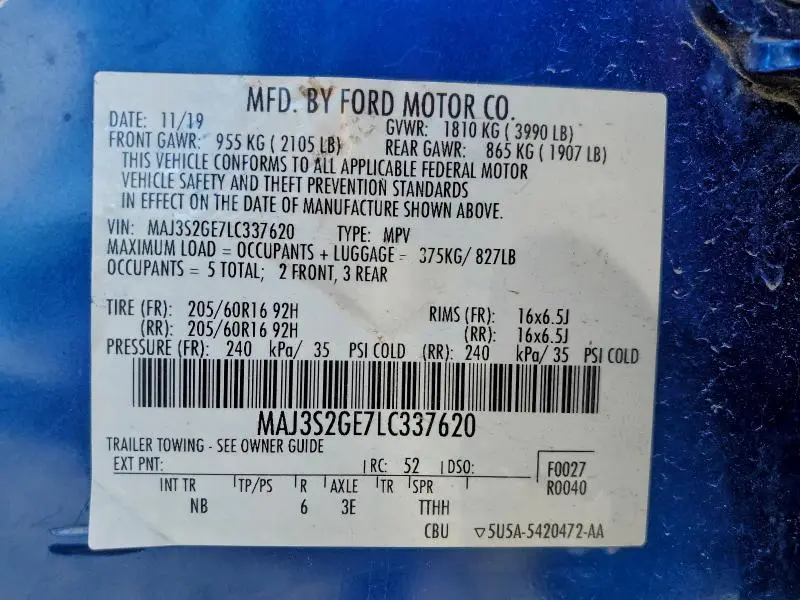 MFD. BY FORD MOTOR CO.
DATE: 11/19 GVWR: 1810 KG ( 3990 LB)
FRONT GAWR: 955 KG ( 2105 LB) REAR GAWR: 865 KG ( 1907 LB)
THIS VEHICLE CONFORMS TO ALL APPLICABLE FEDERAL MOTOR
VEHICLE SAFETY AND THEFT PREVENTION STANDARDS
IN EFFECT ON THE DATE OF MANUFACTURE SHOWN ABOVE.
VIN: MAJ3S2GE7LC337620 TYPE: MPV
MAXIMUM LOAD = OCCUPANTS + LUGGAGE = 375KG/ 827LB
OCCUPANTS = 5 TOTAL; 2 FRONT, 3 REAR
TIRE (FR): 205/60R16 92H RIMS (FR): 16x6.5J
(RR): 205/60R16 92H (RR): 16x6.5J
PRESSURE (FR): 240 kPa/ 35 PSI COLD (RR): 240 kPa/ 35 PSI COLD
MAJ3S2GE7LC337620
TRAILER TOWING - SEE OWNER GUIDE
EXT PNT: RC: 52 DSO: F0027
R0040
INT TR TP/PS R AXLE TR SPR
NB 6 3E TTHH
CBU ▽5U5A-5420472-AA